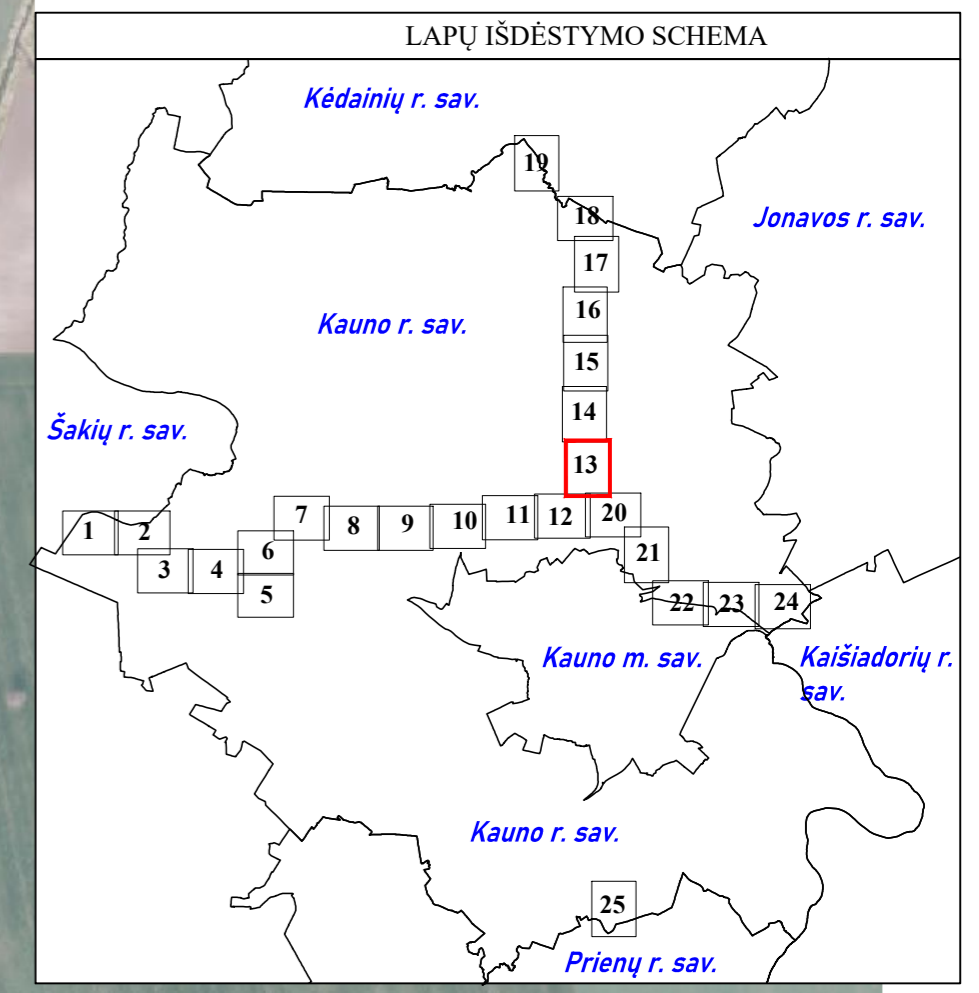 LAPŲ IŠDĖSTYMO SCHEMA
Kėdainių r. sav.
19
18
Jonavos r. sav.
17
16
Kauno r. sav.
15
14
Šakių r. sav.
13
7
8
9
10
11
12
20
1
2
6
21
3
4
5
22
23
24
Kauno m. sav.
Kaišiadorių r.
sav.
Kauno r. sav.
25
Prienų r. sav.